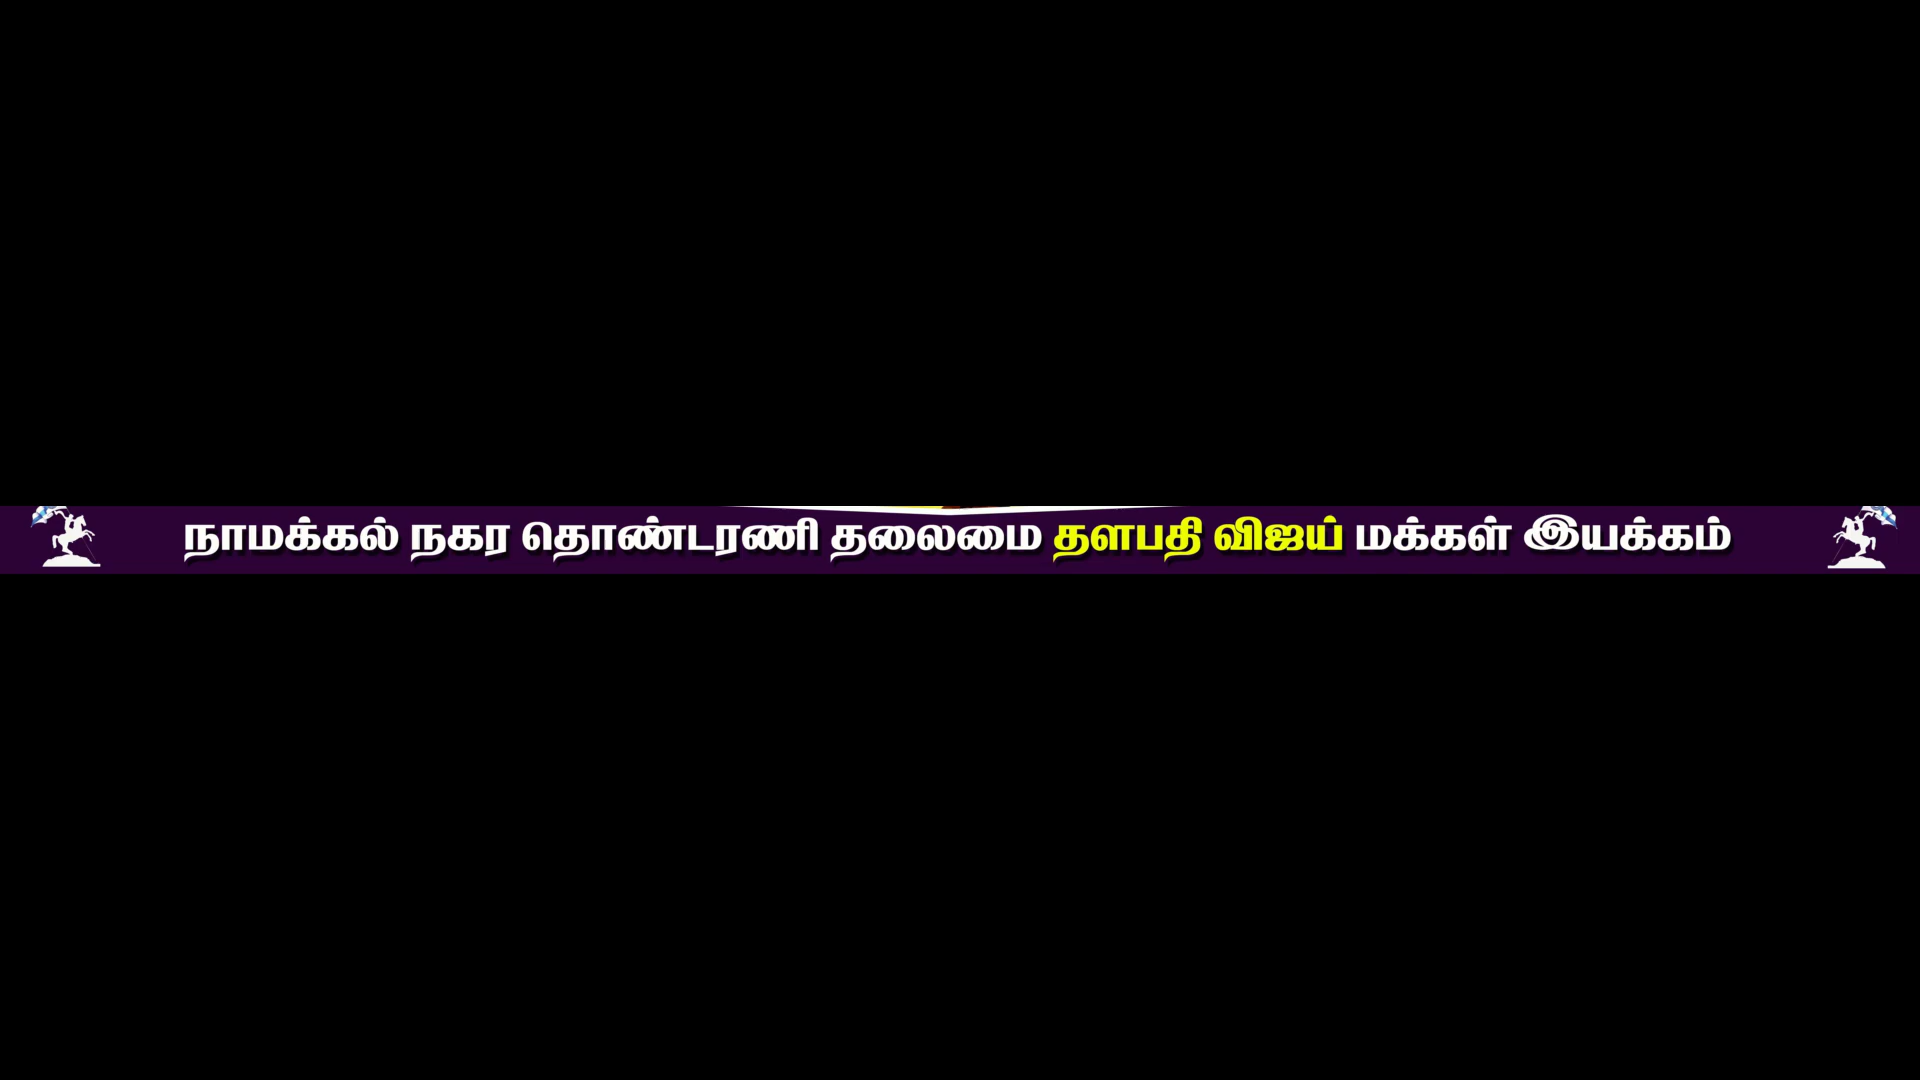 நாமக்கல் நகர தொண்டரணி தலைமை தளபதி விஜய் மக்கள் இயக்கம்